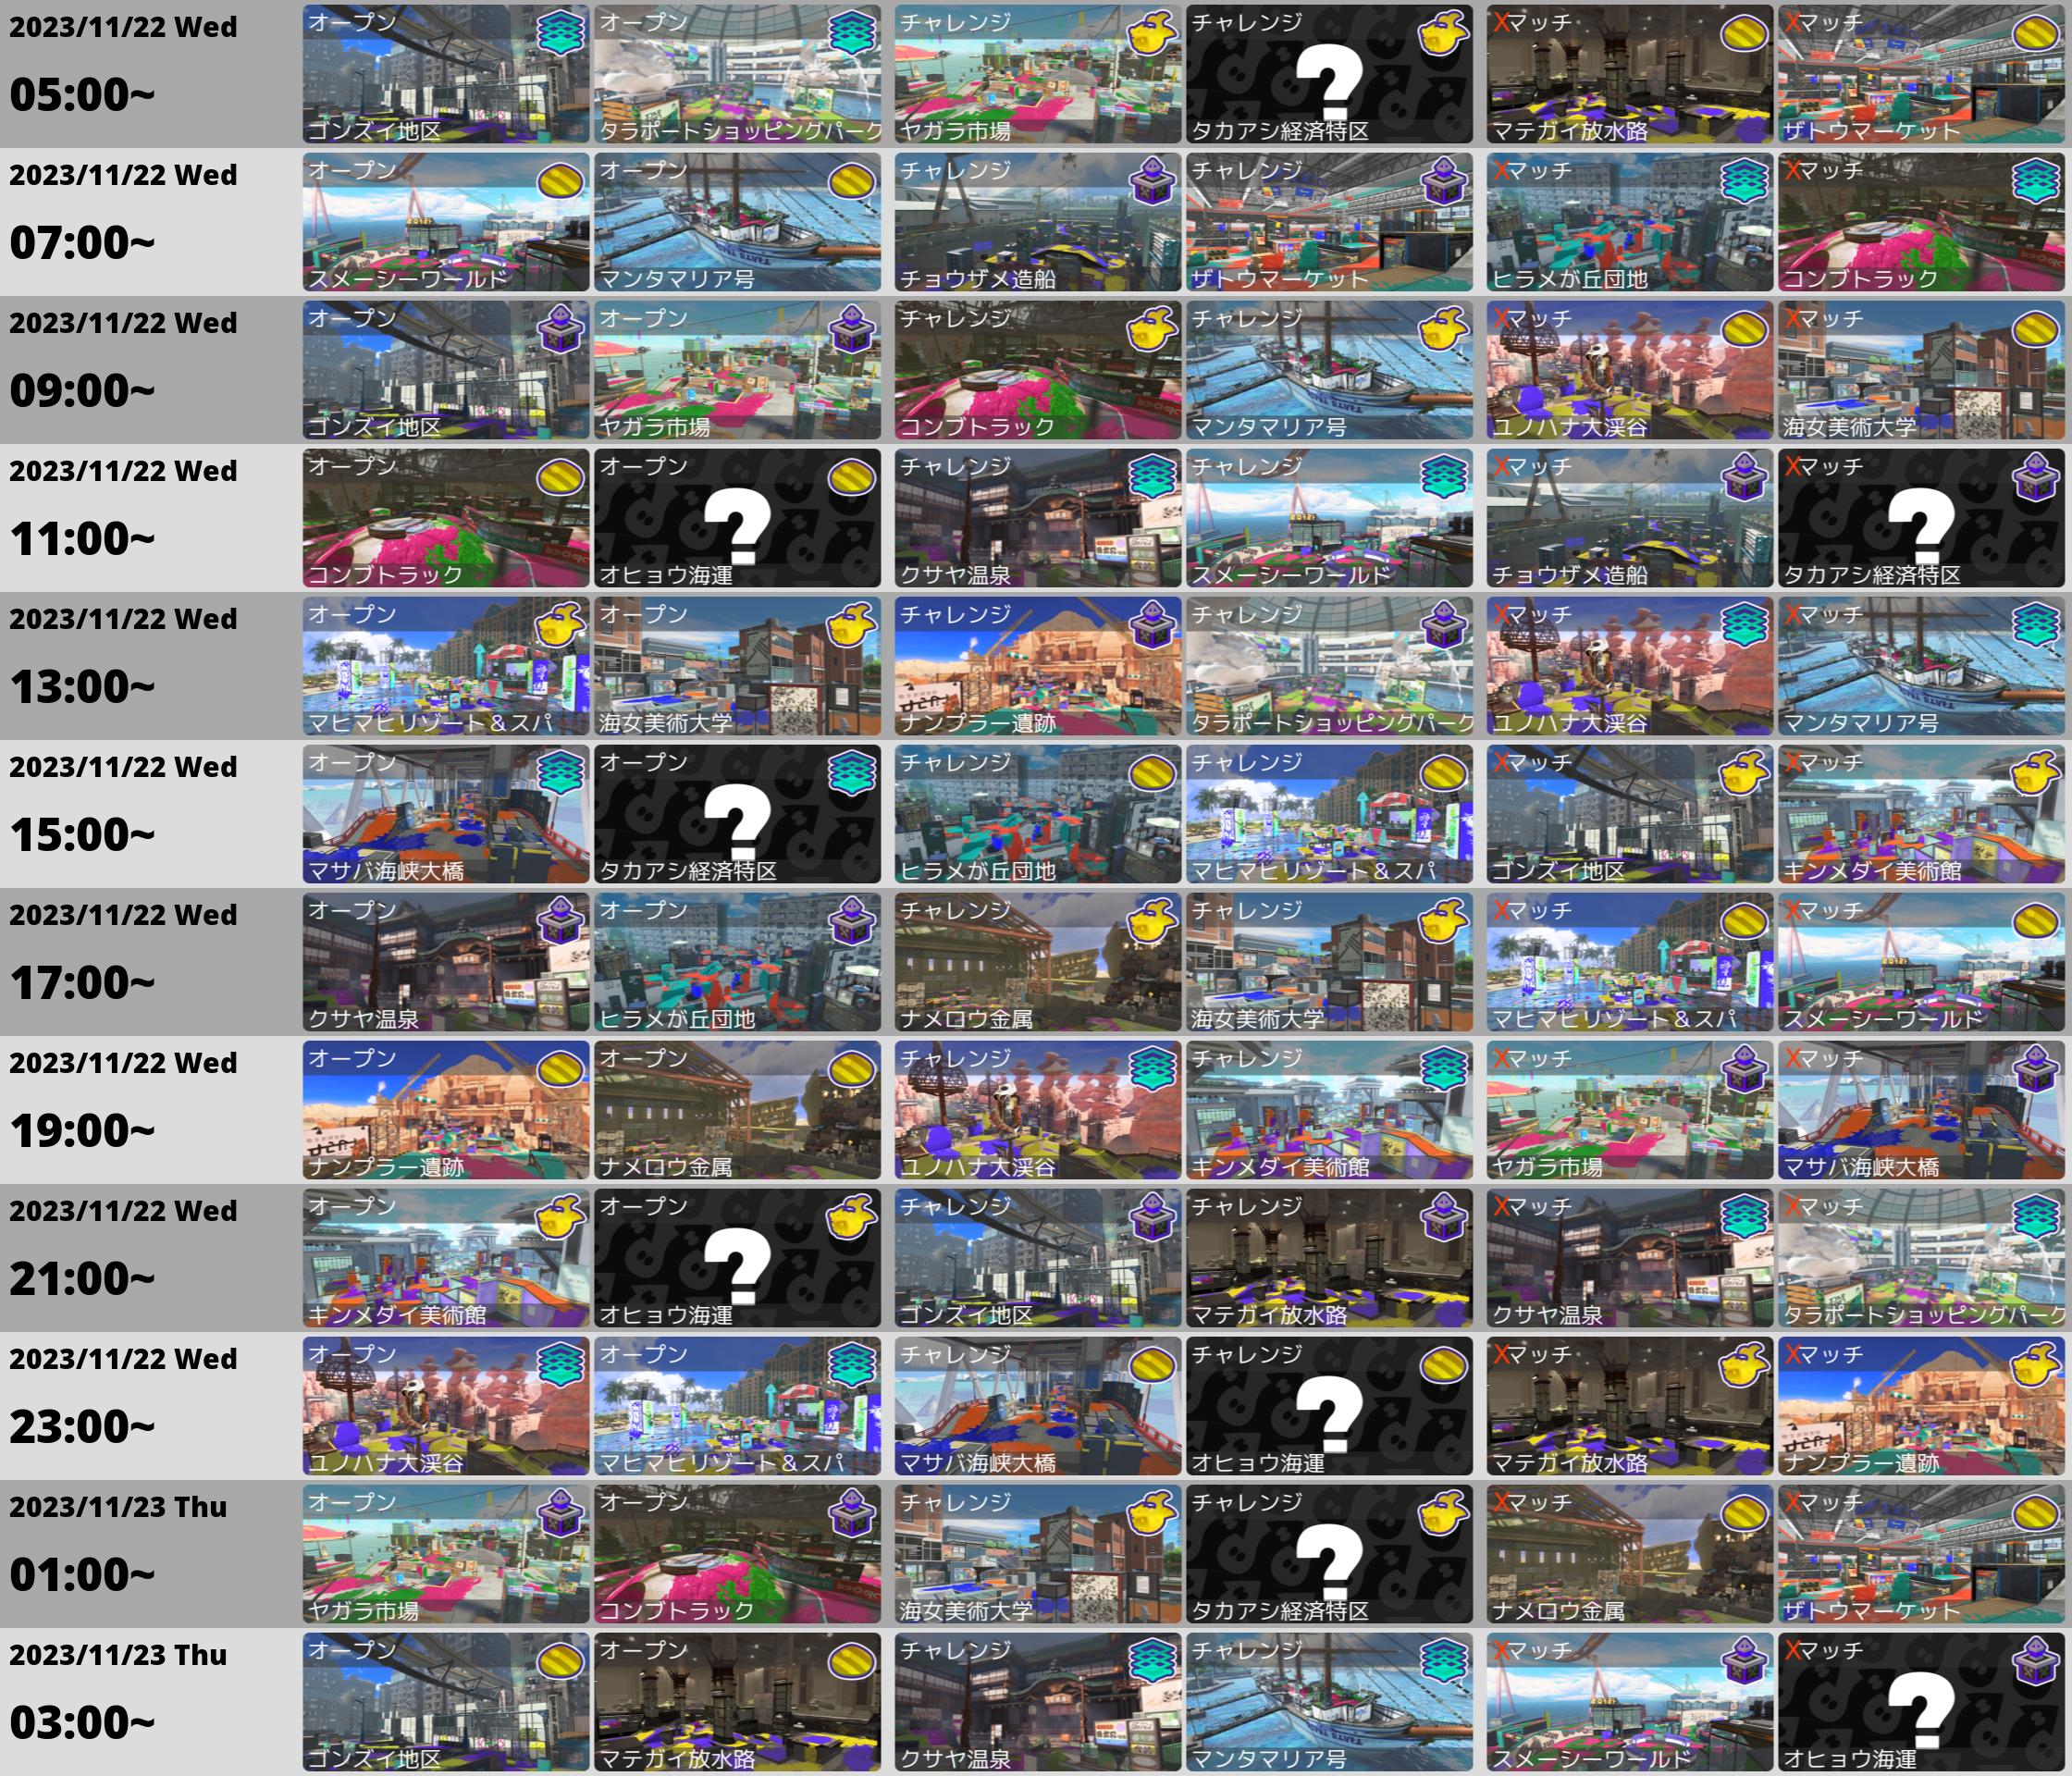 2023/11/22 Wed
05:00~
オープン
ゴンズイ地区
オープン
タラポートショッピングパーク
チャレンジ
ヤガラ市場
チャレンジ
タカアシ経済特区
Xマッチ
マテガイ放水路
Xマッチ
ザトウマーケット
2023/11/22 Wed
07:00~
オープン
スメーシーワールド
オープン
マンタマリア号
チャレンジ
チョウザメ造船
チャレンジ
ザトウマーケット
Xマッチ
ヒラメが丘団地
Xマッチ
コンブトラック
2023/11/22 Wed
09:00~
オープン
ゴンズイ地区
オープン
ヤガラ市場
チャレンジ
コンブトラック
チャレンジ
マンタマリア号
Xマッチ
ユノハナ大渓谷
Xマッチ
海女美術大学
2023/11/22 Wed
11:00~
オープン
コンブトラック
オープン
オヒョウ海運
チャレンジ
クサヤ温泉
チャレンジ
スメーシーワールド
Xマッチ
チョウザメ造船
Xマッチ
タカアシ経済特区
2023/11/22 Wed
13:00~
オープン
マヒマヒリゾート＆スパ
オープン
海女美術大学
チャレンジ
ナンプラー遺跡
チャレンジ
タラポートショッピングパーク
Xマッチ
ユノハナ大渓谷
Xマッチ
マンタマリア号
2023/11/22 Wed
15:00~
オープン
マサバ海峡大橋
オープン
タカアシ経済特区
チャレンジ
ヒラメが丘団地
チャレンジ
マヒマヒリゾート＆スパ
Xマッチ
ゴンズイ地区
Xマッチ
キンメダイ美術館
2023/11/22 Wed
17:00~
オープン
クサヤ温泉
オープン
ヒラメが丘団地
チャレンジ
ナメロウ金属
チャレンジ
海女美術大学
Xマッチ
マヒマヒリゾート＆スパ
Xマッチ
スメーシーワールド
2023/11/22 Wed
19:00~
オープン
ナンプラー遺跡
オープン
ナメロウ金属
チャレンジ
ユノハナ大渓谷
チャレンジ
キンメダイ美術館
Xマッチ
ヤガラ市場
Xマッチ
マサバ海峡大橋
2023/11/22 Wed
21:00~
オープン
キンメダイ美術館
オープン
オヒョウ海運
チャレンジ
ゴンズイ地区
チャレンジ
マテガイ放水路
Xマッチ
クサヤ温泉
Xマッチ
タラポートショッピングパーク
2023/11/22 Wed
23:00~
オープン
ユノハナ大渓谷
オープン
マヒマヒリゾート＆スパ
チャレンジ
マサバ海峡大橋
チャレンジ
オヒョウ海運
Xマッチ
マテガイ放水路
Xマッチ
ナンプラー遺跡
2023/11/23 Thu
01:00~
オープン
ヤガラ市場
オープン
コンブトラック
チャレンジ
海女美術大学
チャレンジ
タカアシ経済特区
Xマッチ
ナメロウ金属
Xマッチ
ザトウマーケット
2023/11/23 Thu
03:00~
オープン
ゴンズイ地区
オープン
マテガイ放水路
チャレンジ
クサヤ温泉
チャレンジ
マンタマリア号
Xマッチ
スメーシーワールド
Xマッチ
オヒョウ海運